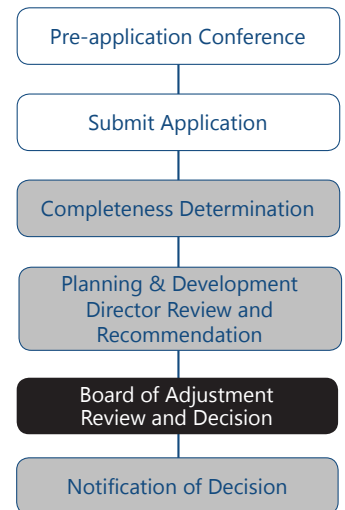 Pre-application Conference
Submit Application
Completeness Determination
Planning & Development
Director Review and
Recommendation
Board of Adjustment
Review and Decision
Notification of Decision